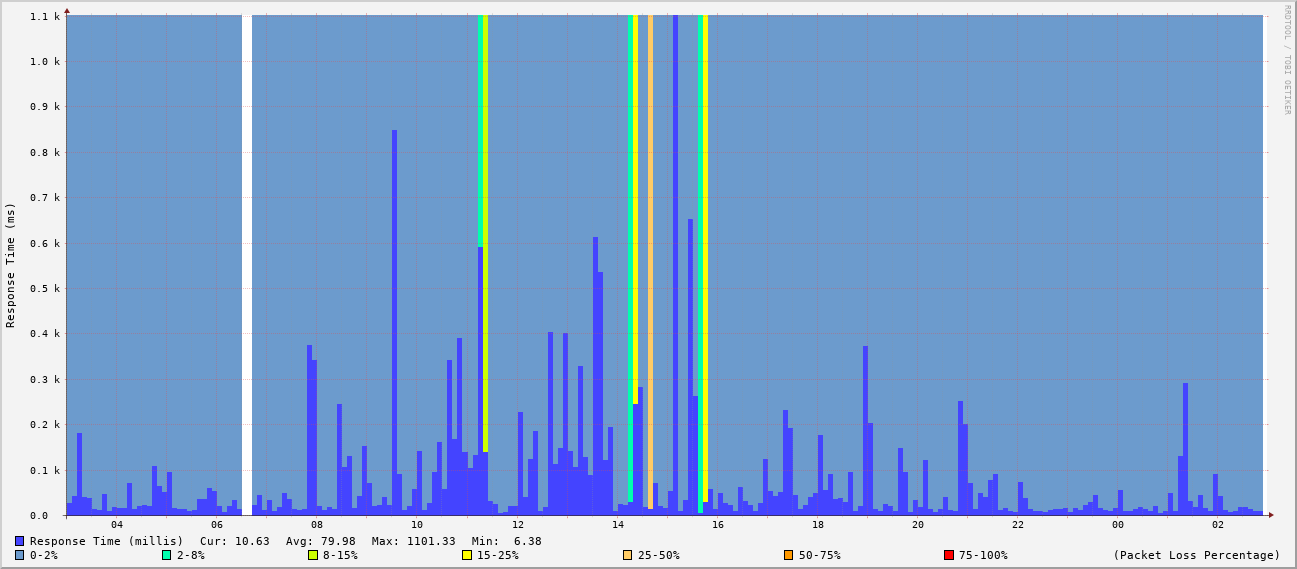 RRDTOOL / TOBI OETIKER
Response Time (ms)
1.1 k
1.0 k
0.9 k
0.8 k
0.7 k
0.6 k
0.5 k
0.4 k
0.3 k
0.2 k
0.1 k
0.0
04 06 08 10 12 14 16 18 20 22 00 02
Response Time (millis) Cur: 10.63 Avg: 79.98 Max: 1101.33 Min: 6.38
0-2% 2-8% 8-15% 15-25% 25-50% 50-75% 75-100% (Packet Loss Percentage)